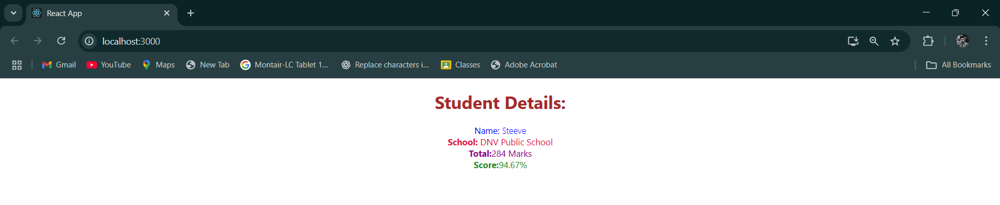 React App
localhost:3000
Gmail YouTube Maps New Tab Montair-LC Tablet 1... Replace characters i... Classes Adobe Acrobat All Bookmarks
Student Details:
Name: Steeve
School: DNV Public School
Total:284 Marks
Score:94.67%